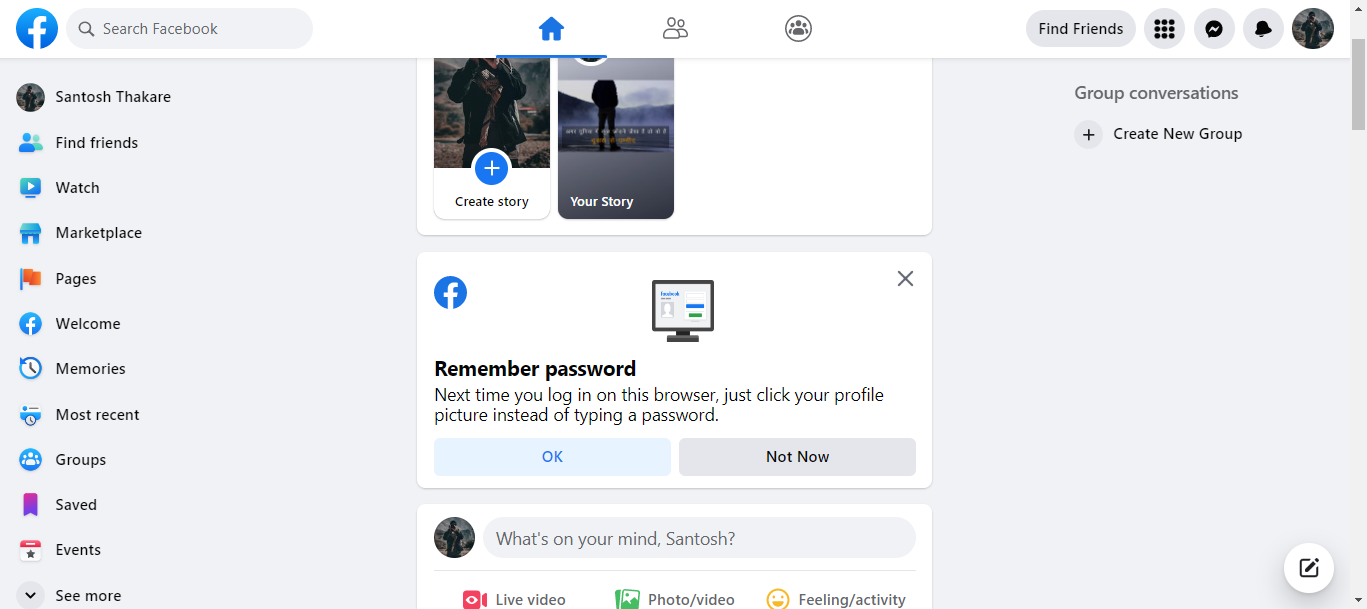 Search Facebook
Find Friends
Santosh Thakare
Find friends
Watch
Marketplace
Pages
Welcome
Memories
Most recent
Groups
Saved
Events
See more
Create story
Your Story
Remember password
Next time you log in on this browser, just click your profile
picture instead of typing a password.
OK
Not Now
What's on your mind, Santosh?
Live video
Photo/video
Feeling/activity
Group conversations
Create New Group